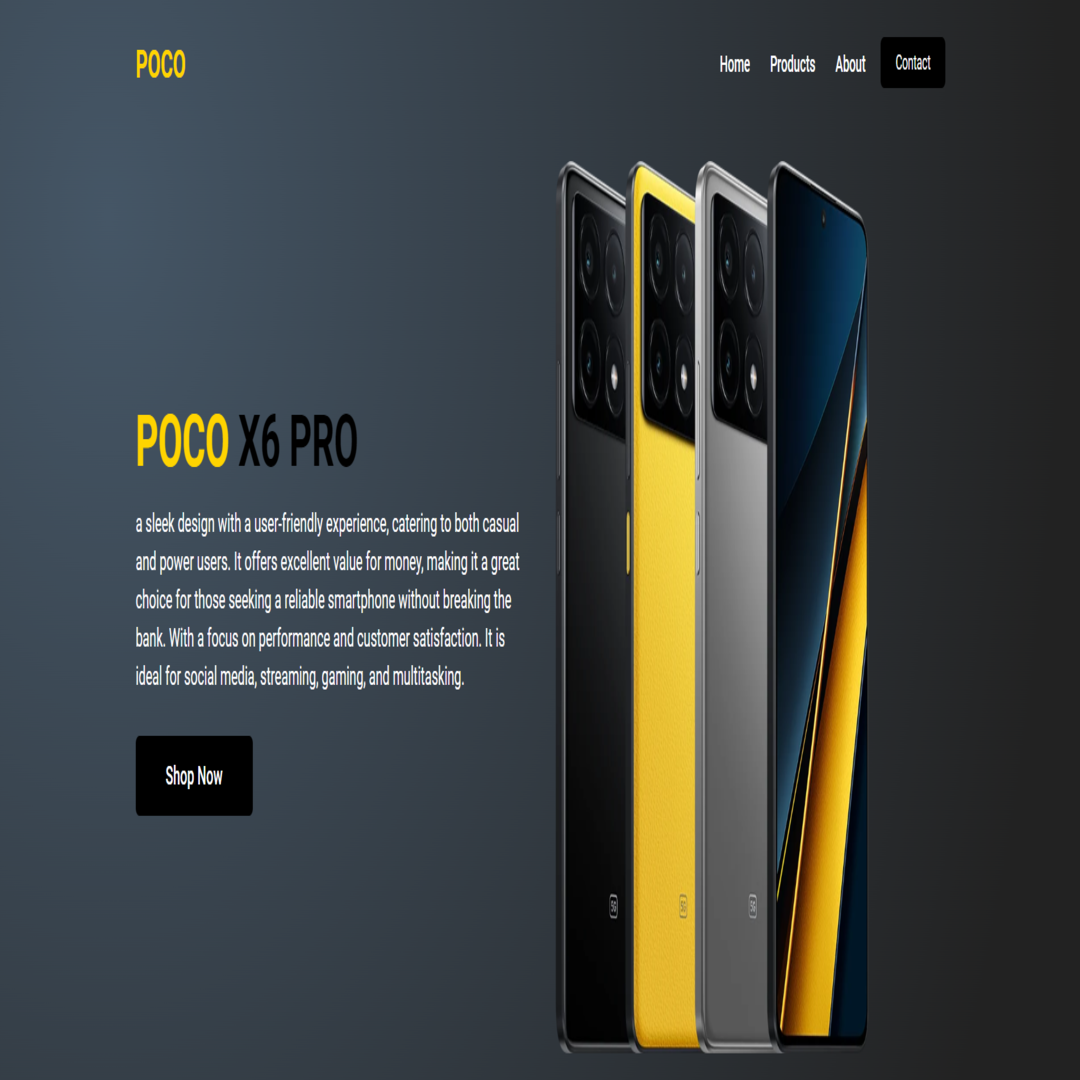 POCO
Home Products About Contact
POCO X6 PRO
a sleek design with a user-friendly experience, catering to both casual
and power users. It offers excellent value for money, making it a great
choice for those seeking a reliable smartphone without breaking the
bank. With a focus on performance and customer satisfaction. It is
ideal for social media, streaming, gaming, and multitasking.
Shop Now